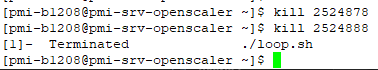 [pmi-b1208@pmi-srv-openscaler ~]$ kill 2524878
[pmi-b1208@pmi-srv-openscaler ~]$ kill 2524888
[1]-  Terminated              ./loop.sh
[pmi-b1208@pmi-srv-openscaler ~]$